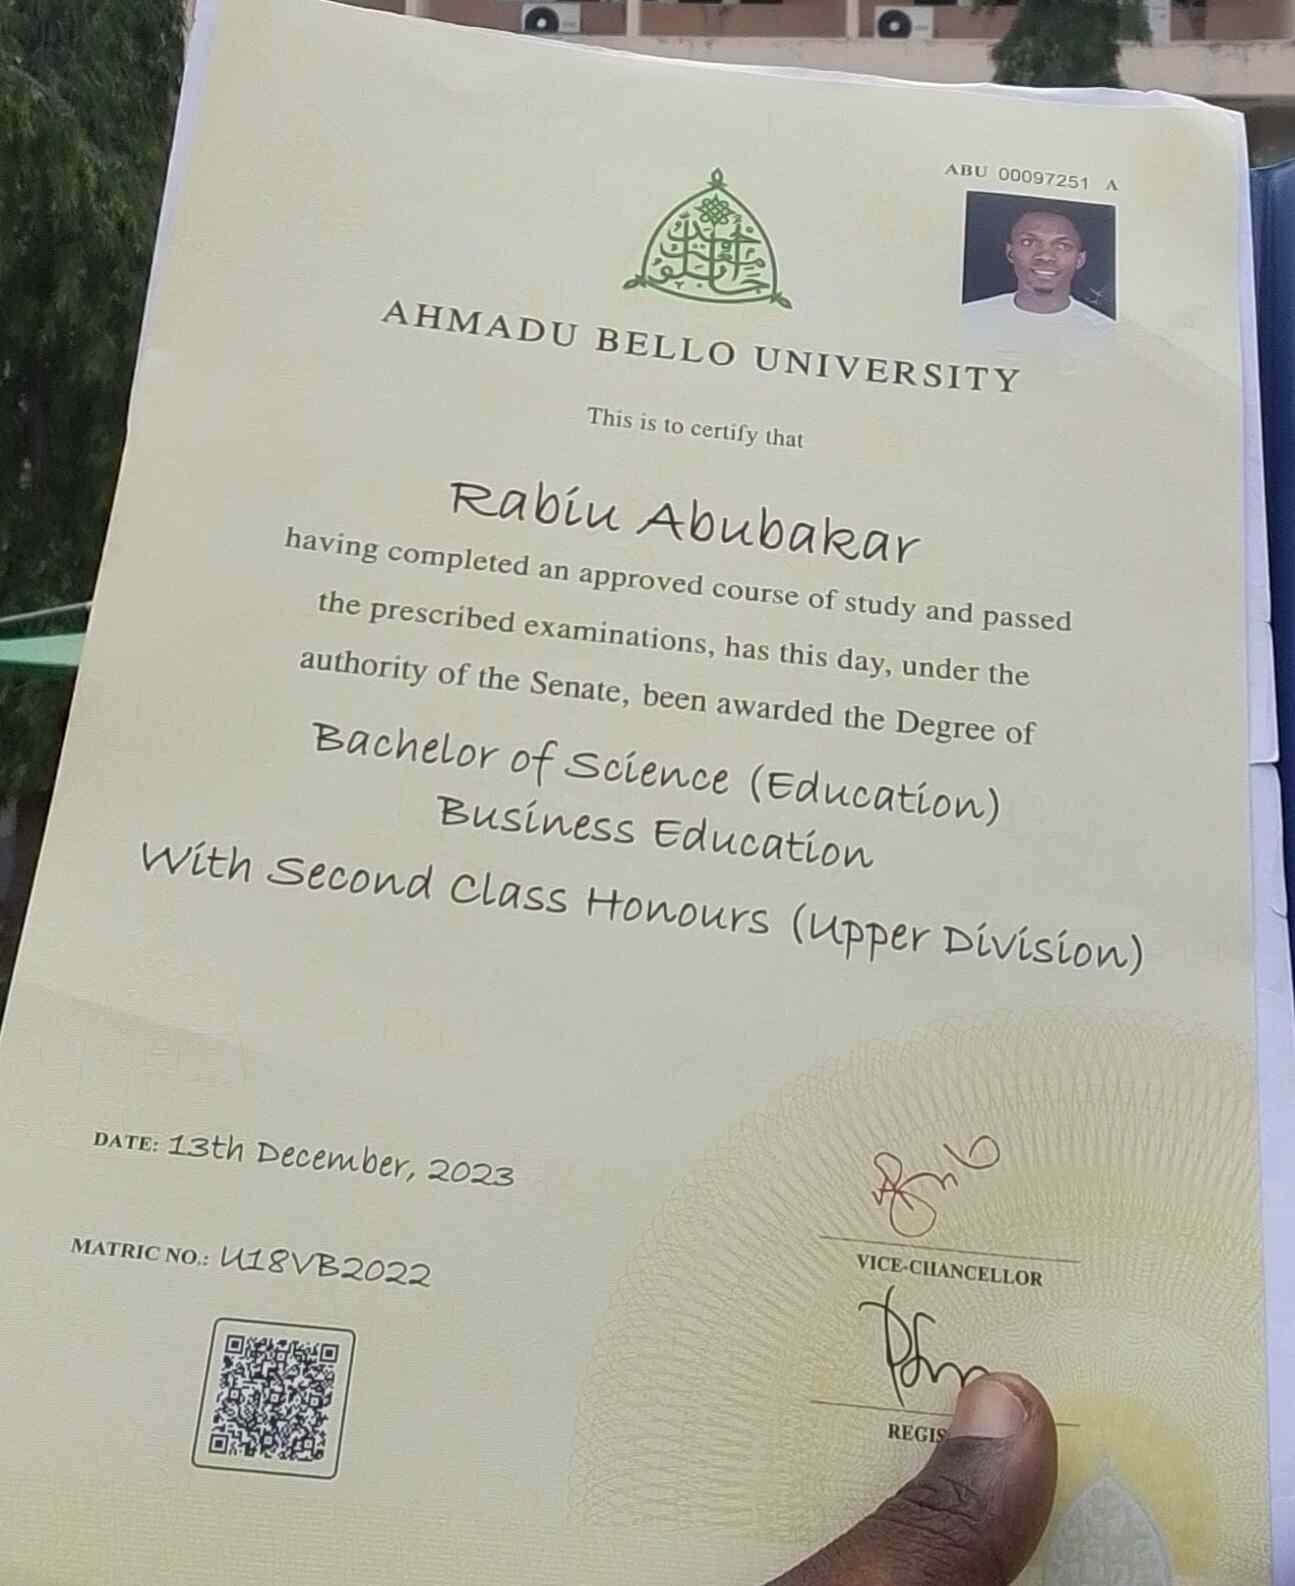 ABU 00097251 A
AHMADU BELLO UNIVERSITY
This is to certify that
Rabiu Abubakar
having completed an approved course of study and passed
the prescribed examinations, has this day, under the
authority of the Senate, been awarded the Degree of
Bachelor of Science (Education)
Business Education
With Second Class Honours (Upper Division)
DATE: 13th December, 2023
MATRIC NO.: U18VB2022
VICE-CHANCELLOR
REGIS